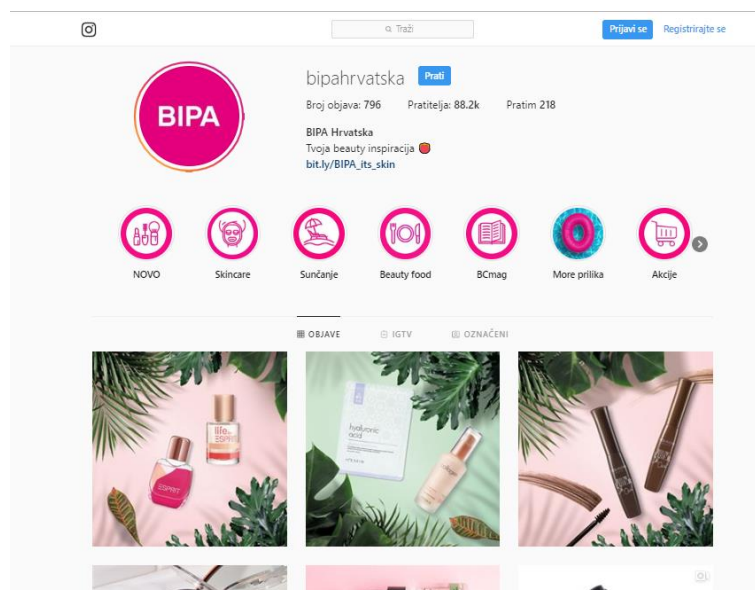 Traži
Prijavi se
Registrirajte se
BIPA
bipahrvatska
Prati
Broj objava: 796
Pratitelja: 88.2k
Pratim 218
BIPA Hrvatska
Tvoja beauty inspiracija
bit.ly/BIPA_its_skin
NOVO
Skincare
Sunčanje
Beauty food
BCmag
More prilika
Akcije
OBJAVE
IGTV
OZNAČENI
life by
ESPRIT
ESPRIT
hyaluronic
acid
collagen